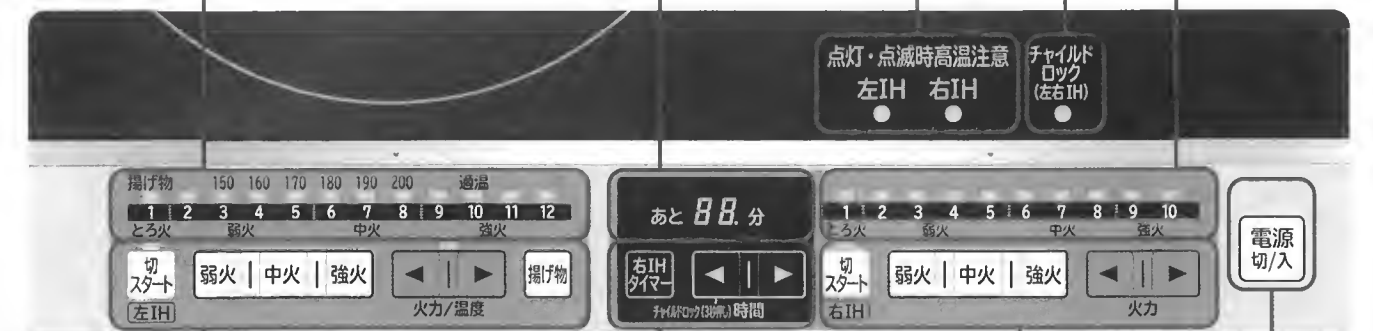 点灯・点滅時高温注意
左IH 右IH
チャイルド
ロック
(左右IH)
揚げ物 150 160 170 180 190 200 適温
1 2 3 4 5 6 7 8 9 10 11 12
とろ火 弱火 中火 強火
切
スタート
弱火 中火 強火
◀ ▶
揚げ物
左IH
火力/温度
あと 88. 分
右IH
タイマー
◀ ▶
チャイルドロック(3秒押し) 時間
1 2 3 4 5 6 7 8 9 10
とろ火 弱火 中火 強火
切
スタート
弱火 中火 強火
◀ ▶
右IH
火力
電源
切/入